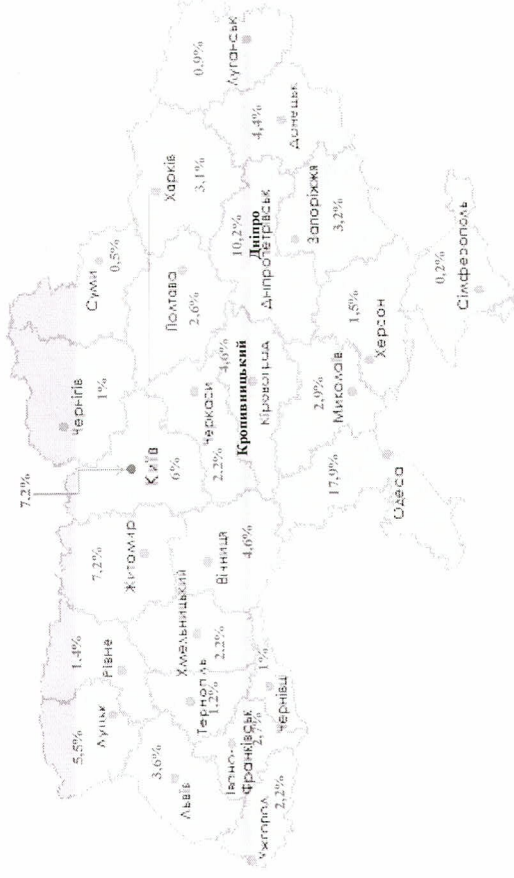 7,2%
5,5%
Луцьк
1,4%
Рівне
7,2%
Житомир
Київ
6%
Чернігів
1%
Суми
0,5%
3,6%
Львів
Тернопіль
1,2%
Хмельницький
2,2%
Вінниця
4,6%
Черкаси
2,2%
Полтава
2,6%
Харків
3,1%
0,9%
Луганськ
Ужгород
2,2%
Івано-
Франківськ
2,7%
Чернівці
1%
Кропивницький
4,6%
Кіровоград
10,2%
Дніпро
Дніпропетрівськ
4,4%
Донецьк
17,9%
Одеса
2,9%
Миколаїв
1,5%
Херсон
Запоріжжя
3,2%
0,2%
Сімферополь